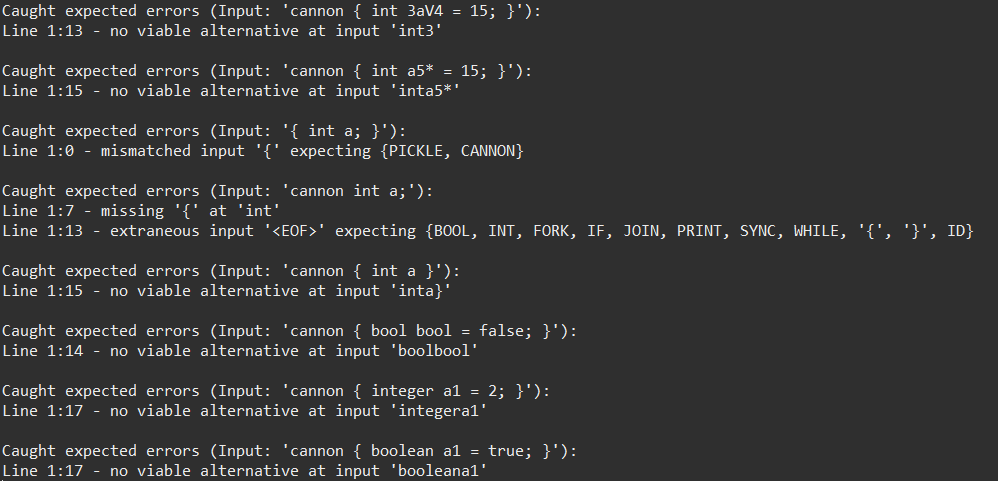 Caught expected errors (Input: 'cannon { int 3aV4 = 15; }'):
Line 1:13 - no viable alternative at input 'int3'
Caught expected errors (Input: 'cannon { int a5* = 15; }'):
Line 1:15 - no viable alternative at input 'inta5*'
Caught expected errors (Input: '{ int a; }'):
Line 1:0 - mismatched input '{' expecting {PICKLE, CANNON}
Caught expected errors (Input: 'cannon int a;'):
Line 1:7 - missing '{' at 'int'
Line 1:13 - extraneous input '<EOF>' expecting {BOOL, INT, FORK, IF, JOIN, PRINT, SYNC, WHILE, '{', '}', ID}
Caught expected errors (Input: 'cannon { int a }'):
Line 1:15 - no viable alternative at input 'inta}'
Caught expected errors (Input: 'cannon { bool bool = false; }'):
Line 1:14 - no viable alternative at input 'boolbool'
Caught expected errors (Input: 'cannon { integer a1 = 2; }'):
Line 1:17 - no viable alternative at input 'integera1'
Caught expected errors (Input: 'cannon { boolean a1 = true; }'):
Line 1:17 - no viable alternative at input 'booleana1'